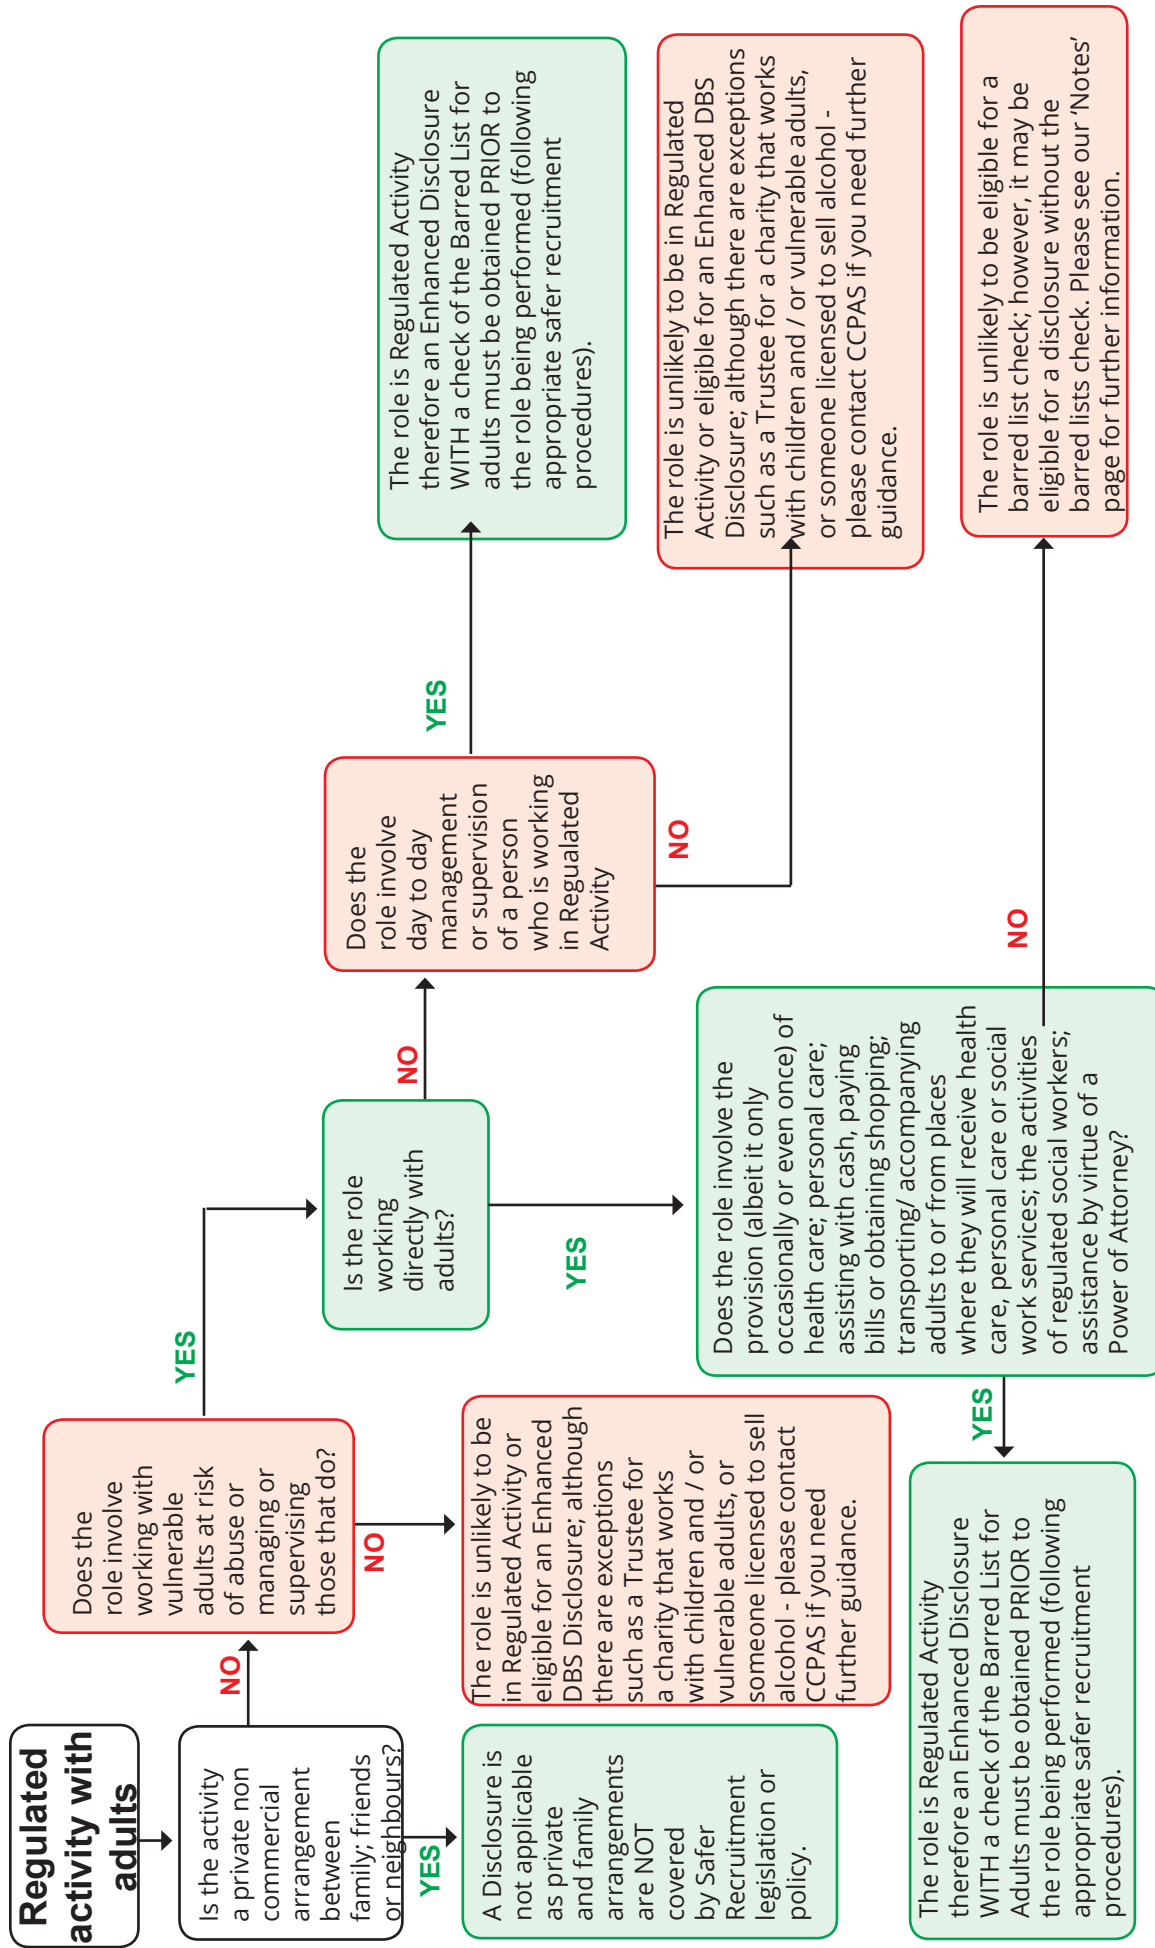 Regulated
activity with
adults
Is the activity
a private non
commercial
arrangement
between
family; friends
or neighbours?
NO
YES
A Disclosure is
not applicable
as private
and family
arrangements
are NOT
covered
by Safer
Recruitment
legislation or
policy.
Does the
role involve
working with
vulnerable
adults at risk
of abuse or
managing or
supervising
those that do?
YES
NO
The role is unlikely to be
in Regulated Activity or
eligible for an Enhanced
DBS Disclosure; although
there are exceptions
such as a Trustee for
a charity that works
with children and / or
vulnerable adults, or
someone licensed to sell
alcohol - please contact
CCPAS if you need
further guidance.
Is the role
working
directly with
adults?
NO
YES
Does the
role involve
day to day
management
or supervision
of a person
who is working
in Regualated
Activity
YES
NO
The role is Regulated Activity
therefore an Enhanced Disclosure
WITH a check of the Barred List for
adults must be obtained PRIOR to
the role being performed (following
appropriate safer recruitment
procedures).
The role is unlikely to be in Regulated
Activity or eligible for an Enhanced DBS
Disclosure; although there are exceptions
such as a Trustee for a charity that works
with children and / or vulnerable adults,
or someone licensed to sell alcohol -
please contact CCPAS if you need further
guidance.
Does the role involve the
provision (albeit it only
occasionally or even once) of
health care; personal care;
assisting with cash, paying
bills or obtaining shopping;
transporting/ accompanying
adults to or from places
where they will receive health
care, personal care or social
work services; the activities
of regulated social workers;
assistance by virtue of a
Power of Attorney?
NO
YES
The role is unlikely to be eligible for a
barred list check; however, it may be
eligible for a disclosure without the
barred lists check. Please see our ‘Notes’
page for further information.
The role is Regulated Activity
therefore an Enhanced Disclosure
WITH a check of the Barred List for
Adults must be obtained PRIOR to
the role being performed (following
appropriate safer recruitment
procedures).